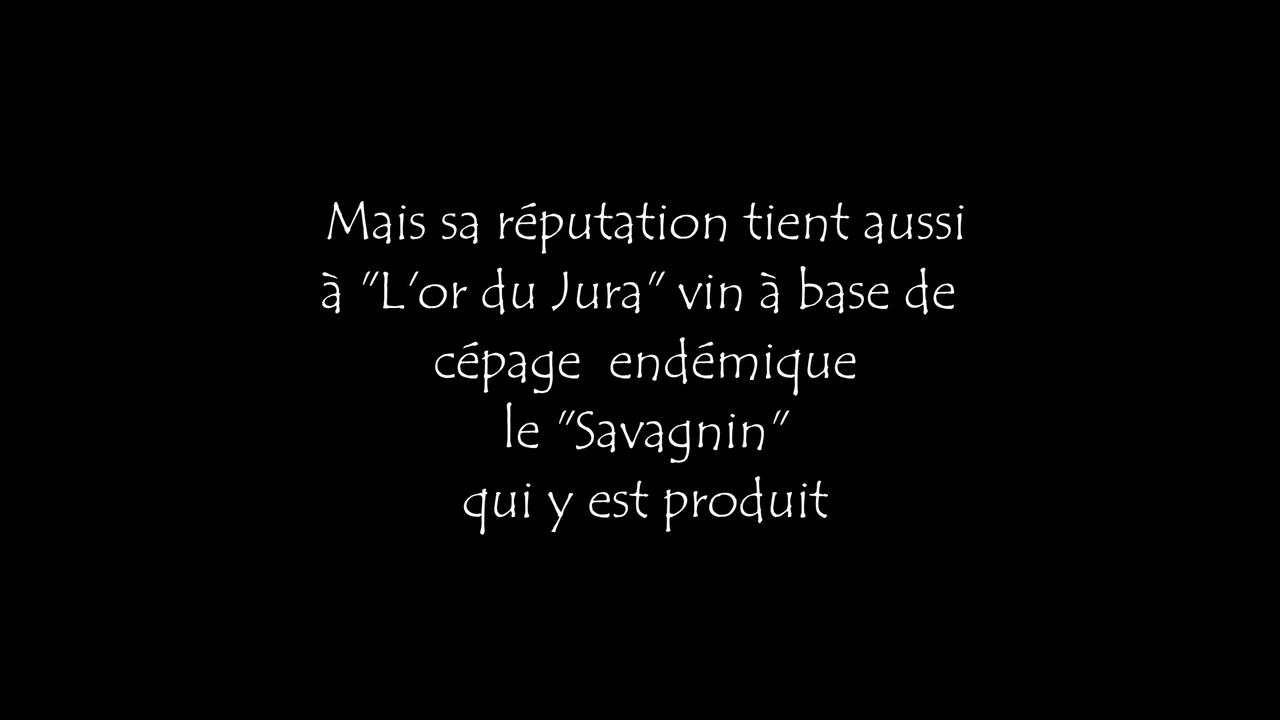 Mais sa réputation tient aussi
à "L'or du Jura" vin à base de
cépage endémique
le "Savagnin"
qui y est produit